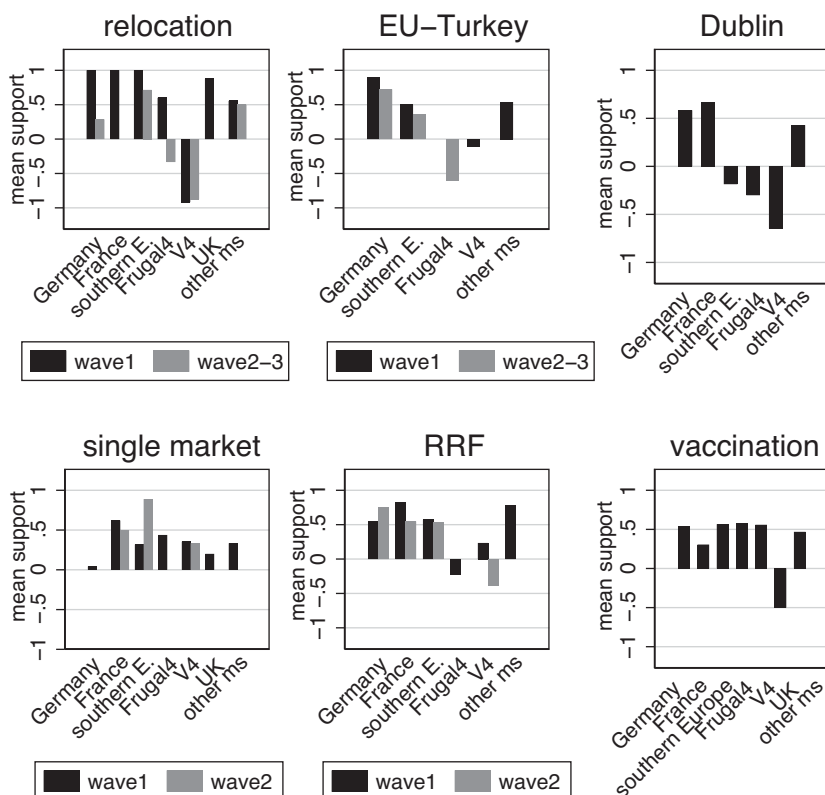 relocation
mean support
1
.5
0
-.5
-1
Germany
France
southern E.
Frugal4
V4
UK
other ms
wave1
wave2-3
EU-Turkey
mean support
1
.5
0
-.5
-1
Germany
southern E.
Frugal4
V4
other ms
wave1
wave2-3
Dublin
mean support
1
.5
0
-.5
-1
Germany
France
southern E.
Frugal4
V4
other ms
single market
mean support
1
.5
0
-.5
-1
Germany
France
southern E.
Frugal4
V4
UK
other ms
wave1
wave2
RRF
mean support
1
.5
0
-.5
-1
Germany
France
southern E.
Frugal4
V4
other ms
wave1
wave2
vaccination
mean support
1
.5
0
-.5
-1
Germany
France
southern Europe
Frugal4
V4
UK
other ms